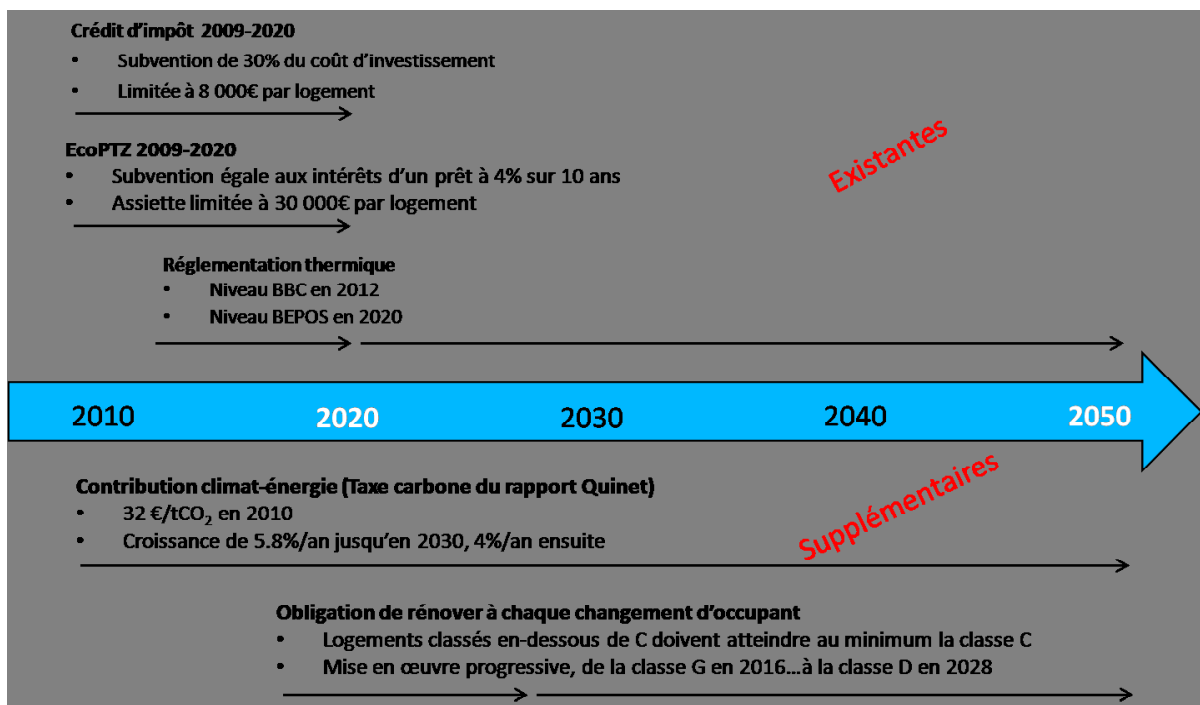 Crédit d’impôt 2009-2020
• Subvention de 30% du coût d’investissement
• Limitée à 8 000€ par logement
EcoPTZ 2009-2020
• Subvention égale aux intérêts d’un prêt à 4% sur 10 ans
• Assiette limitée à 30 000€ par logement
Existantes
Réglementation thermique
• Niveau BBC en 2012
• Niveau BEPOS en 2020
2010 2020 2030 2040 2050
Contribution climat-énergie (Taxe carbone du rapport Quinet)
• 32 €/tCO₂ en 2010
• Croissance de 5.8%/an jusqu’en 2030, 4%/an ensuite
Supplémentaires
Obligation de rénover à chaque changement d’occupant
• Logements classés en-dessous de C doivent atteindre au minimum la classe C
• Mise en œuvre progressive, de la classe G en 2016...à la classe D en 2028